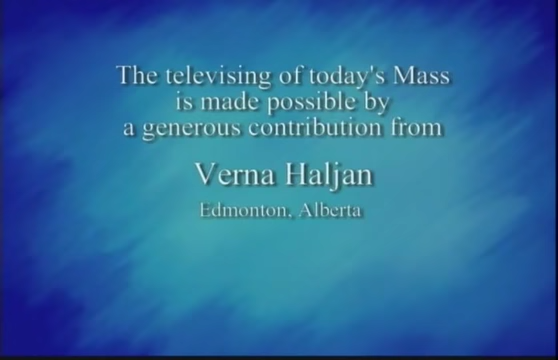 The televising of today's Mass
is made possible by
a generous contribution from
Verna Haljan
Edmonton, Alberta